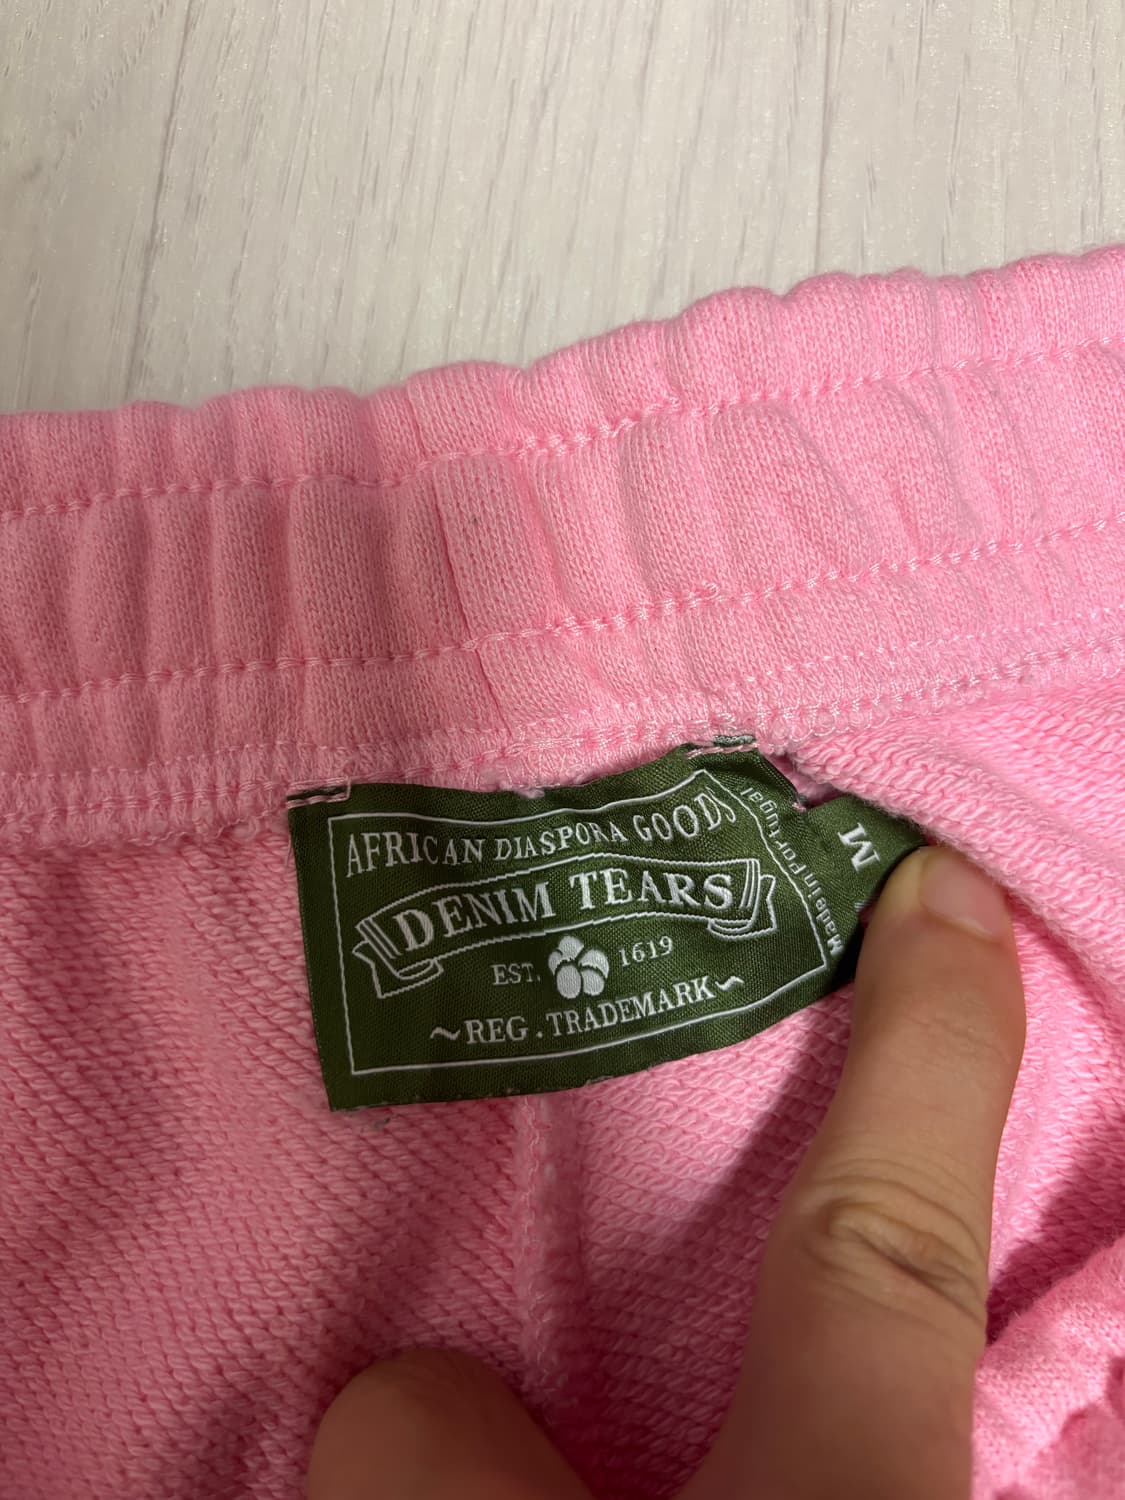 AFRICAN DIASPORA GOODS
DENIM TEARS
EST. 1619
~REG. TRADEMARK~
Made in Portugal
M